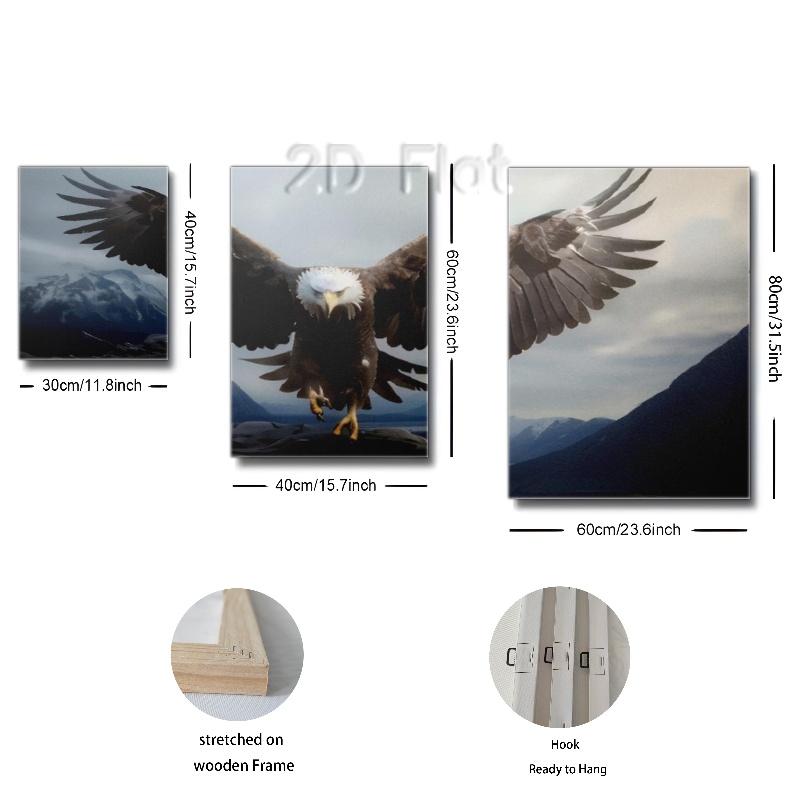 2D Flat
40cm/15.7inch
30cm/11.8inch
60cm/23.6inch
40cm/15.7inch
80cm/31.5inch
60cm/23.6inch
stretched on
wooden Frame
Hook
Ready to Hang